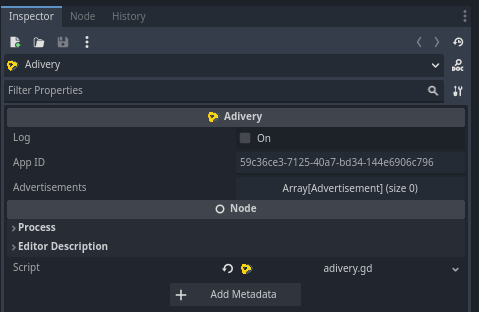 Inspector Node History
Adivery DOC
Filter Properties
Adivery
Log On
App ID 59c36ce3-7125-40a7-bd34-144e6906c796
Advertisements Array[Advertisement] (size 0)
Node
Process
Editor Description
Script adivery.gd
Add Metadata